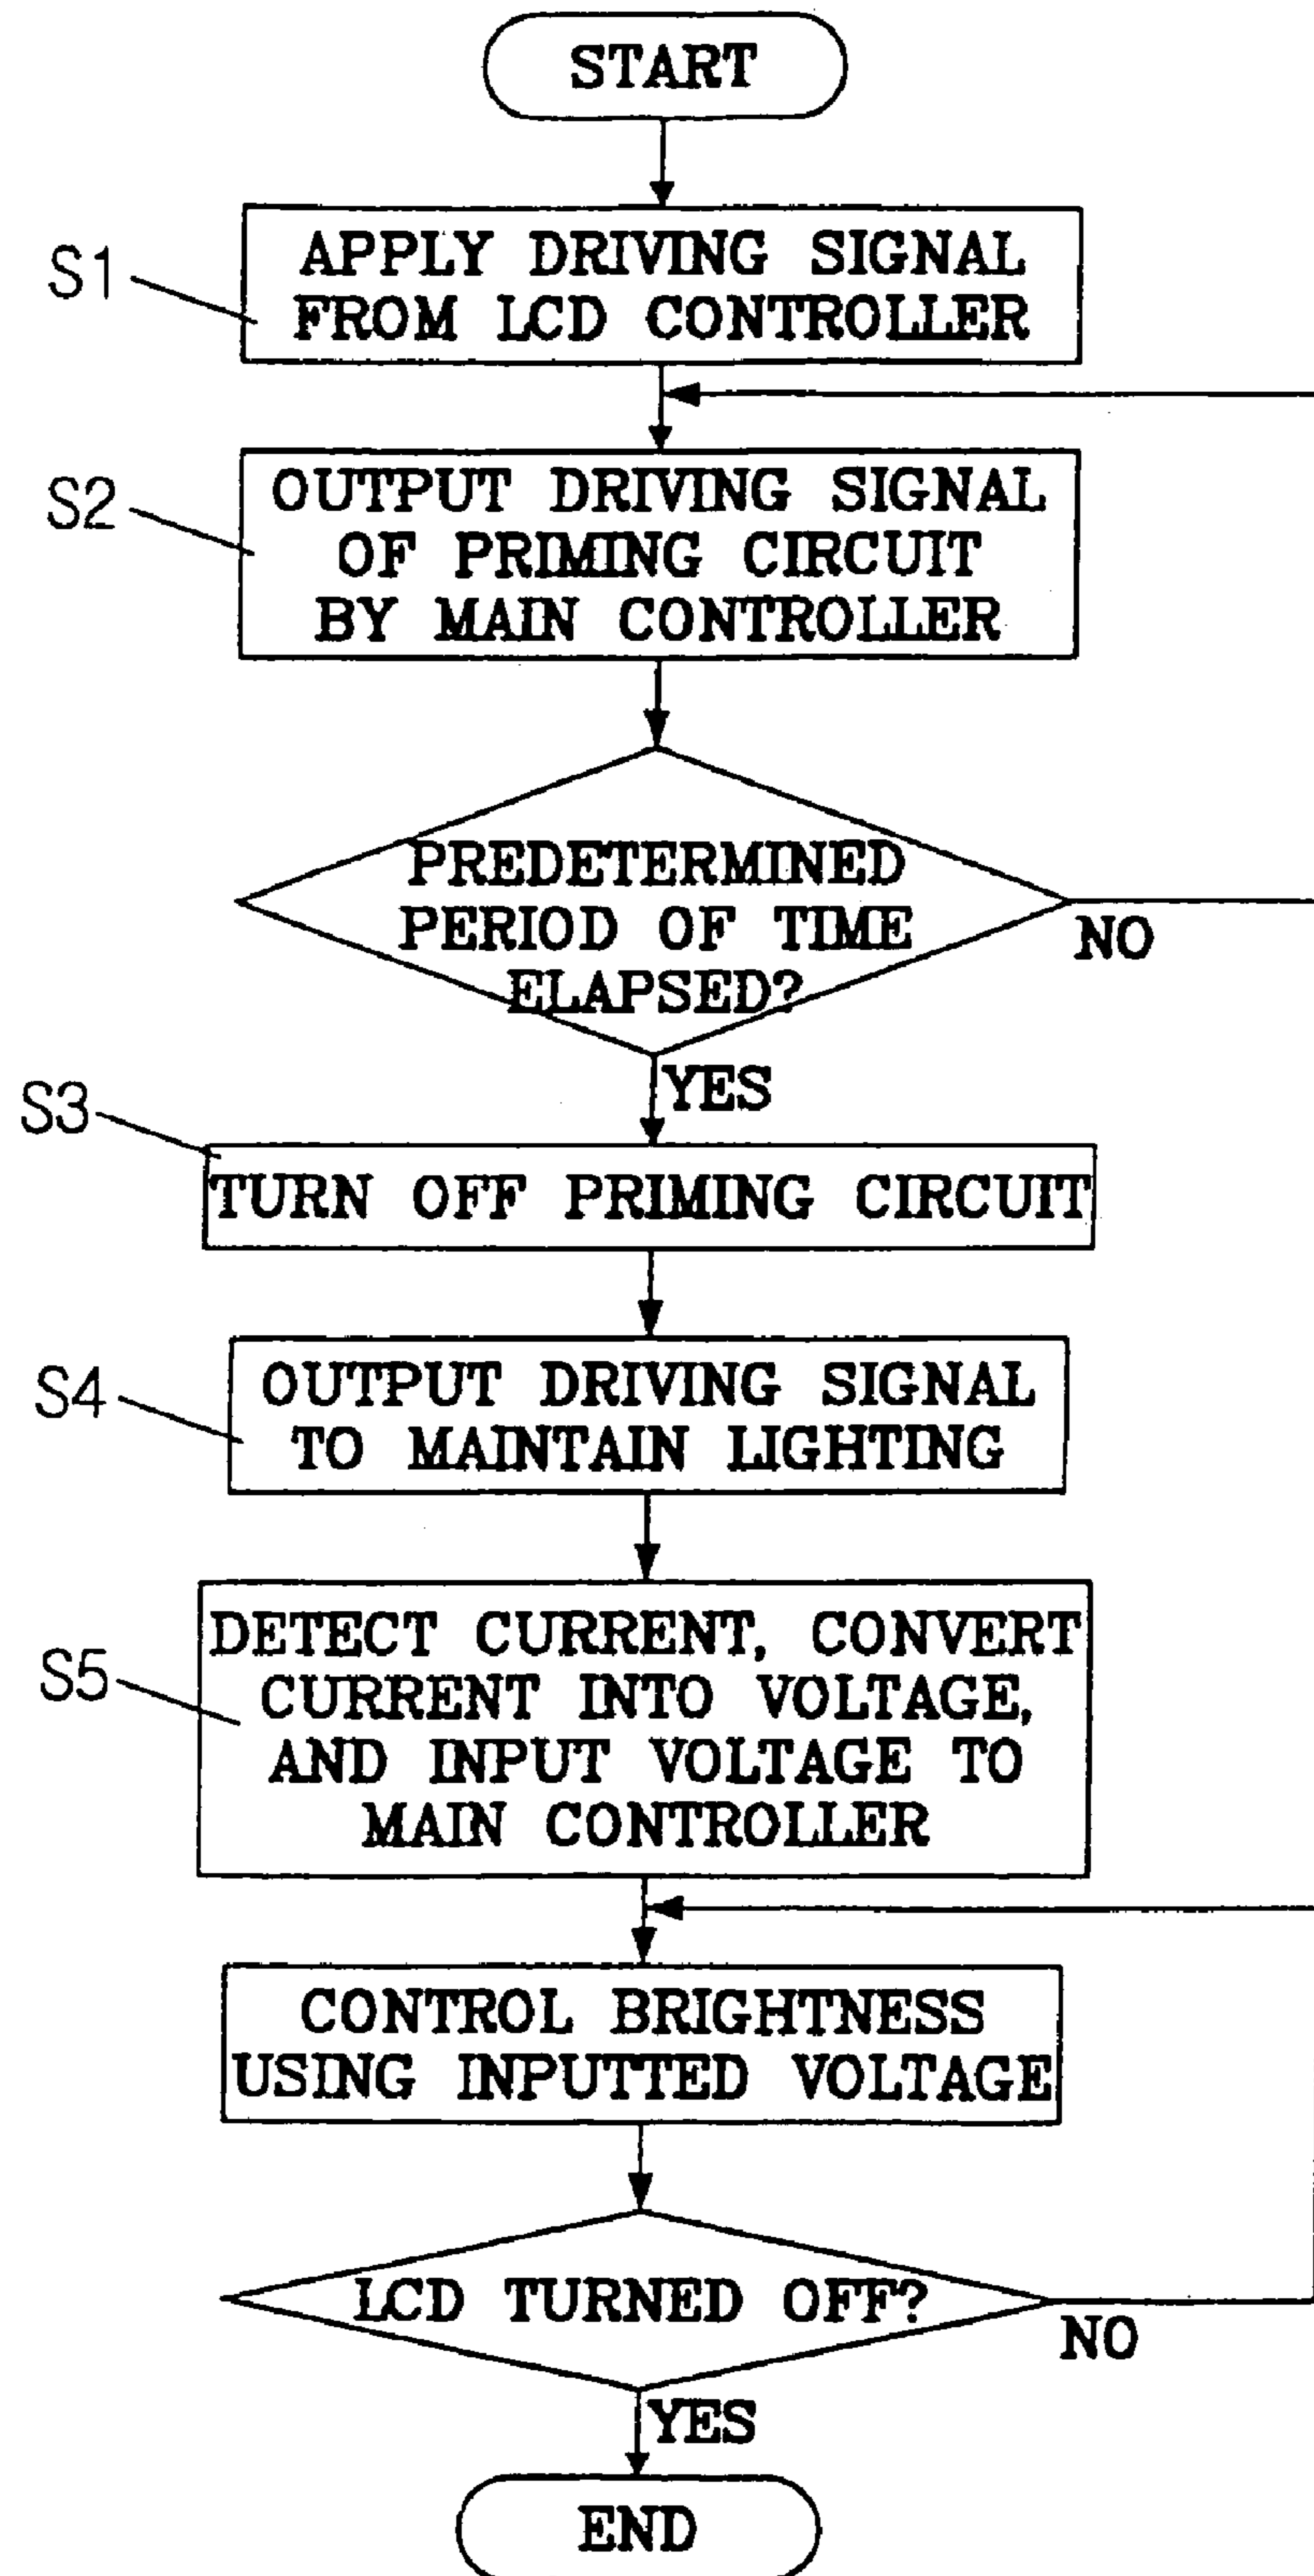 START
S1
APPLY DRIVING SIGNAL
FROM LCD CONTROLLER
S2
OUTPUT DRIVING SIGNAL
OF PRIMING CIRCUIT
BY MAIN CONTROLLER
PREDETERMINED
PERIOD OF TIME
ELAPSED?
NO
YES
S3
TURN OFF PRIMING CIRCUIT
S4
OUTPUT DRIVING SIGNAL
TO MAINTAIN LIGHTING
S5
DETECT CURRENT, CONVERT
CURRENT INTO VOLTAGE,
AND INPUT VOLTAGE TO
MAIN CONTROLLER
CONTROL BRIGHTNESS
USING INPUTTED VOLTAGE
LCD TURNED OFF?
NO
YES
END